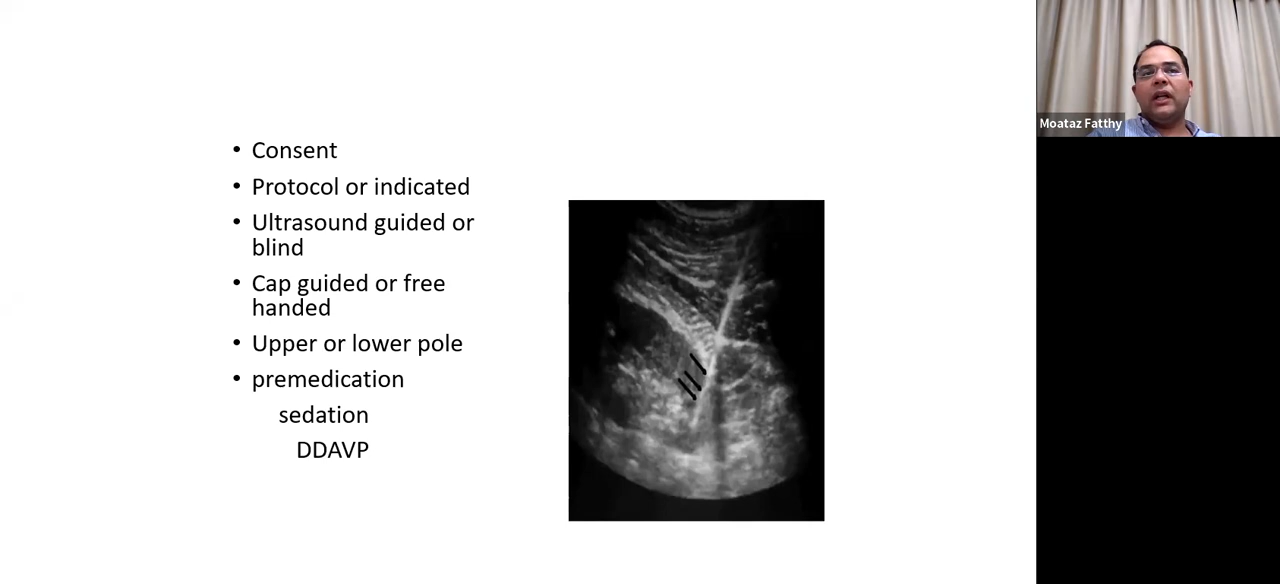 • Consent
• Protocol or indicated
• Ultrasound guided or
blind
• Cap guided or free
handed
• Upper or lower pole
• premedication
sedation
DDAVP
Moataz Fatthy